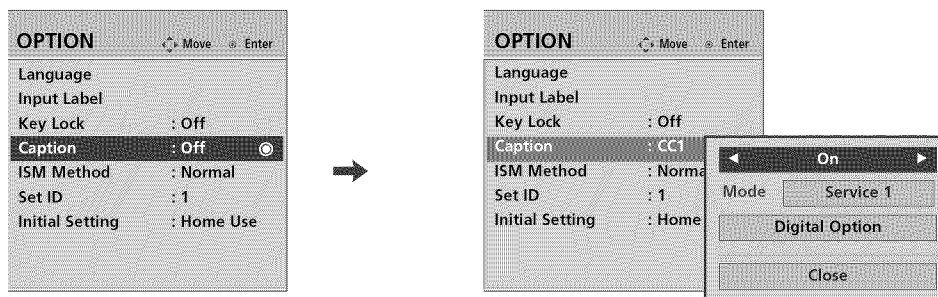 OPTION Move Enter
Language
Input Label
Key Lock : Off
Caption : Off
ISM Method : Normal
Set ID : 1
Initial Setting : Home Use
OPTION Move Enter
Language
Input Label
Key Lock : Off
Caption : CC1
ISM Method : Norma
Set ID : 1
Initial Setting : Home
On
Mode Service 1
Digital Option
Close